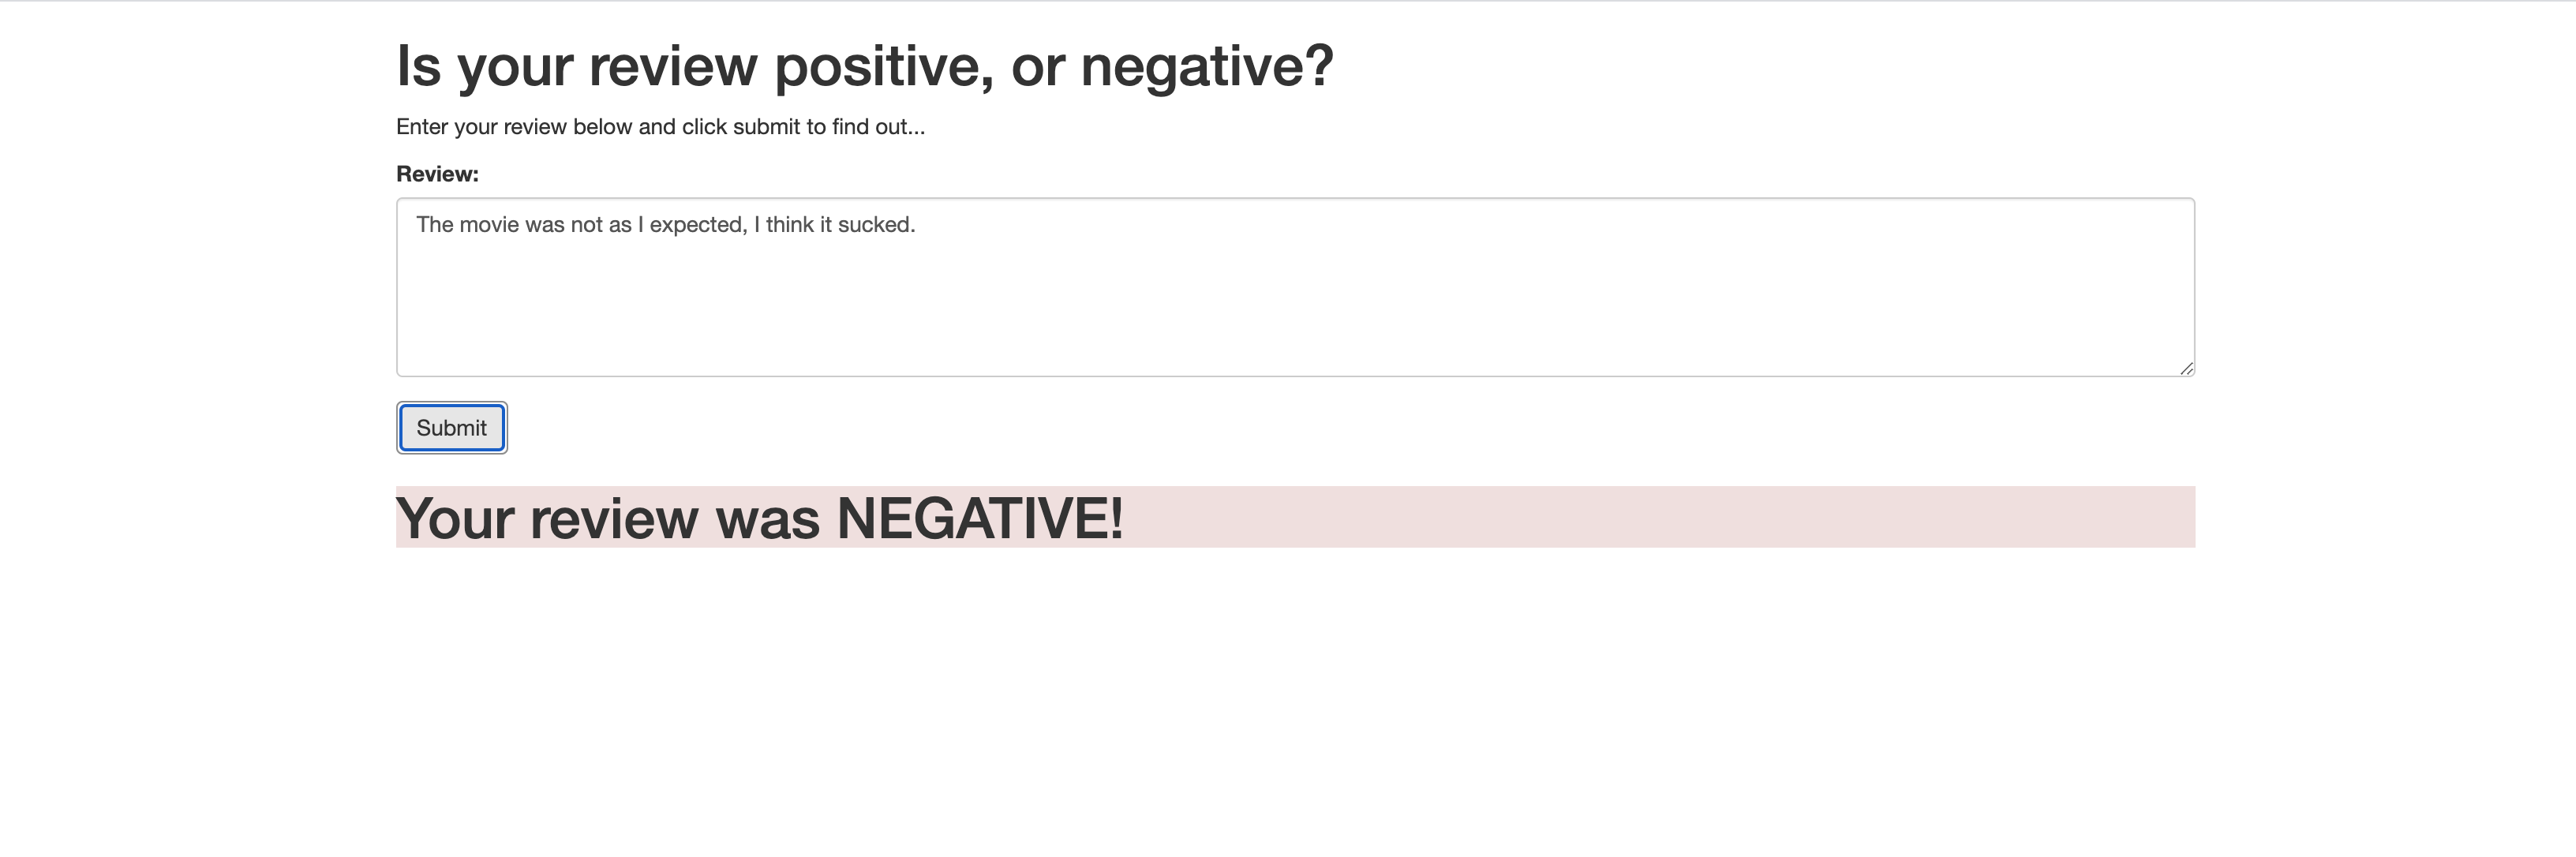 Is your review positive, or negative?
Enter your review below and click submit to find out...
Review:
The movie was not as I expected, I think it sucked.
Submit
Your review was NEGATIVE!